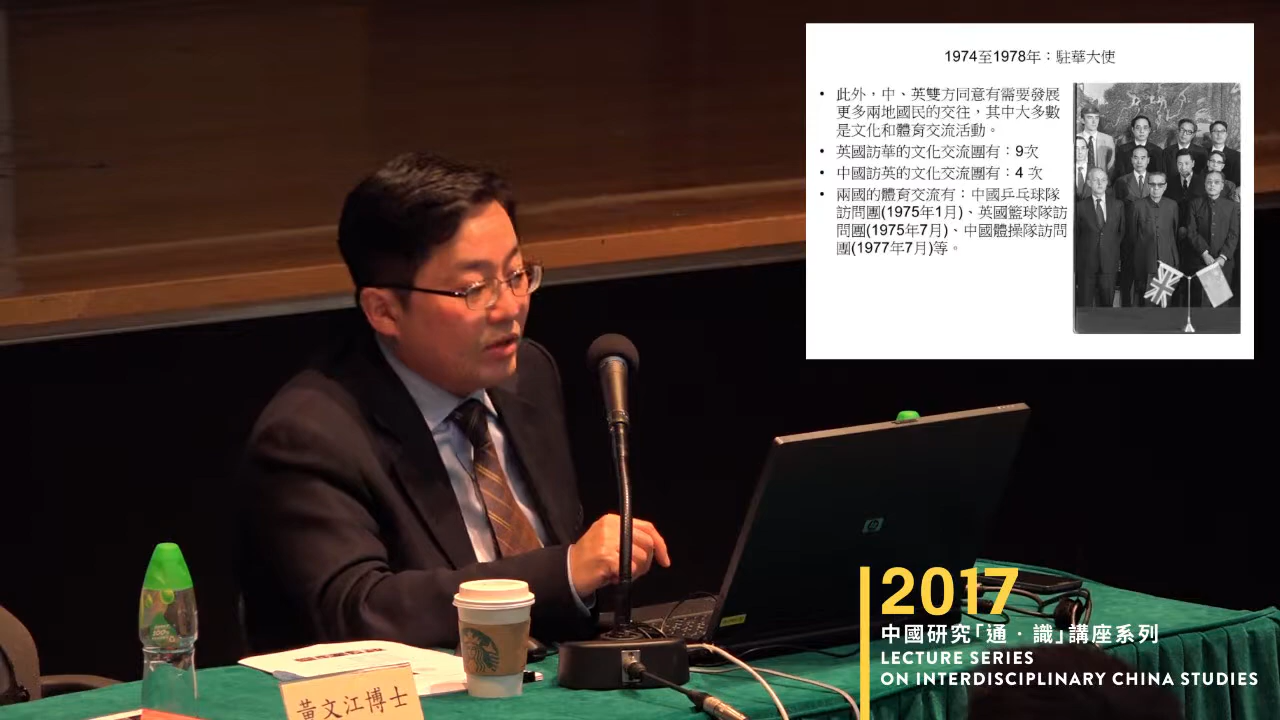 1974至1978年：駐華大使
• 此外，中、英雙方同意有需要發展
更多兩地國民的交往，其中大多數
是文化和體育交流活動。
• 英國訪華的文化交流團有：9次
• 中國訪英的文化交流團有：4 次
• 兩國的體育交流有：中國乒乓球隊
訪問團(1975年1月)、英國籃球隊訪
問團(1975年7月)、中國體操隊訪問
團(1977年7月)等。
hp
黃文江博士
2017
中國研究「通．識」講座系列
LECTURE SERIES
ON INTERDISCIPLINARY CHINA STUDIES